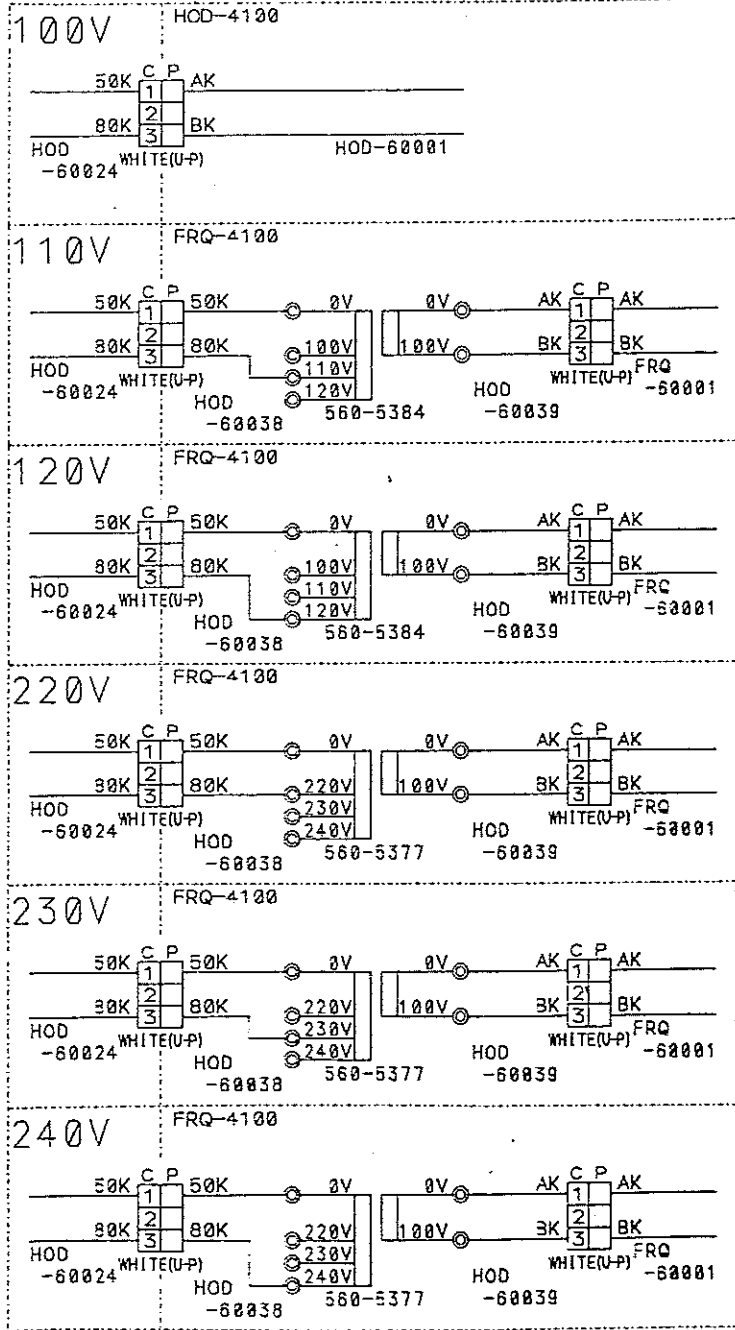 100V
HOD-4100
C P
50K 1 AK
2
80K 3 BK
HOD
-60024
WHITE(U-P)
HOD-60001
110V
FRQ-4100
C P
50K 1 50K
2
80K 3 80K
HOD
-60024
WHITE(U-P)
HOD
-60038
0V
100V
110V
120V
560-5384
0V
100V
HOD
-60039
C P
AK 1 AK
2
BK 3 BK
WHITE(U-P)
FRQ
-60001
120V
FRQ-4100
C P
50K 1 50K
2
80K 3 80K
HOD
-60024
WHITE(U-P)
HOD
-60038
0V
100V
110V
120V
560-5384
0V
100V
HOD
-60039
C P
AK 1 AK
2
BK 3 BK
WHITE(U-P)
FRQ
-60001
220V
FRQ-4100
C P
50K 1 50K
2
80K 3 80K
HOD
-60024
WHITE(U-P)
HOD
-60038
0V
220V
230V
240V
560-5377
0V
100V
HOD
-60039
C P
AK 1 AK
2
BK 3 BK
WHITE(U-P)
FRQ
-60001
230V
FRQ-4100
C P
50K 1 50K
2
80K 3 80K
HOD
-60024
WHITE(U-P)
HOD
-60038
0V
220V
230V
240V
560-5377
0V
100V
HOD
-60039
C P
AK 1 AK
2
BK 3 BK
WHITE(U-P)
FRQ
-60001
240V
FRQ-4100
C P
50K 1 50K
2
80K 3 80K
HOD
-60024
WHITE(U-P)
HOD
-60038
0V
220V
230V
240V
560-5377
0V
100V
HOD
-60039
C P
AK 1 AK
2
BK 3 BK
WHITE(U-P)
FRQ
-60001